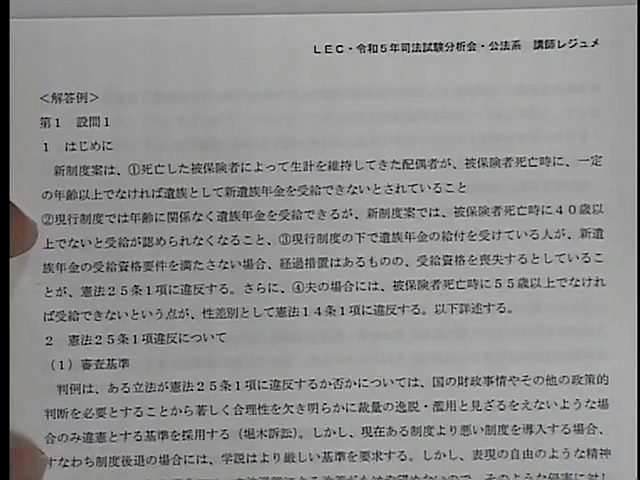 LEC・令和5年司法試験分析会・公法系　講師レジュメ
＜解答例＞
第1　設問1
1　はじめに
新制度案は、①死亡した被保険者によって生計を維持してきた配偶者が、被保険者死亡時に、一定
の年齢以上でなければ遺族として新遺族年金を受給できないとされていること
②現行制度では年齢に関係なく遺族年金を受給できるが、新制度案では、被保険者死亡時に40歳以
上でないと受給が認められなくなること、③現行制度の下で遺族年金の給付を受けている人が、新遺
族年金の受給資格要件を満たさない場合、経過措置はあるものの、受給資格を喪失するとしているこ
とが、憲法25条1項に違反する。さらに、④夫の場合には、被保険者死亡時に55歳以上でなけれ
ば受給できないという点が、性差別として憲法14条1項に違反する。以下詳述する。
2　憲法25条1項違反について
（1）審査基準
判例は、ある立法が憲法25条1項に違反するか否かについては、国の財政事情やその他の政策的
判断を必要とすることから著しく合理性を欠き明らかに裁量の逸脱・濫用と見ざるをえないような場
合のみ違憲とする基準を採用する（堀木訴訟）。しかし、現在ある制度より悪い制度を導入する場合、
すなわち制度後退の場合には、学説はより厳しい基準を要求する。しかし、表現の自由のような精神